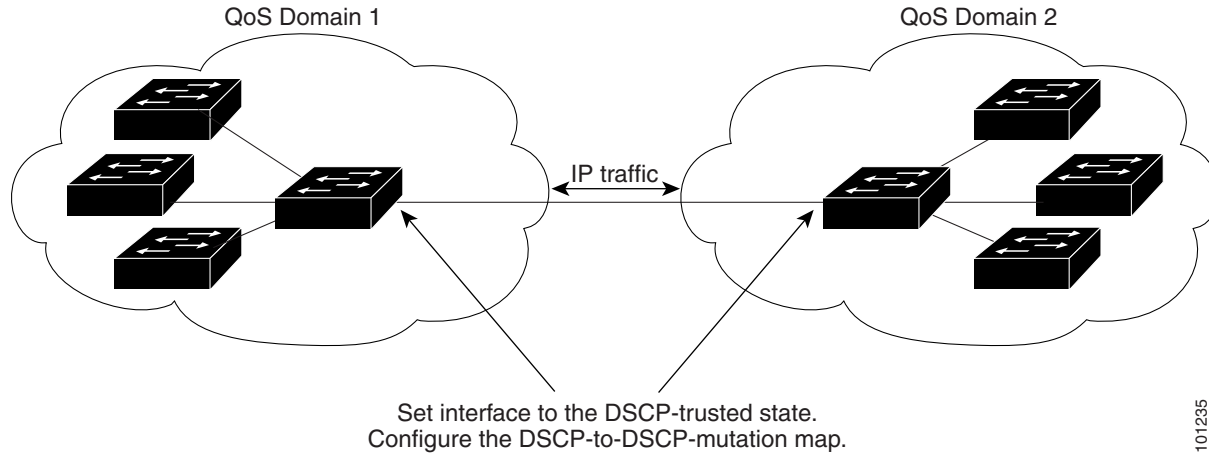 QoS Domain 1
QoS Domain 2
IP traffic
Set interface to the DSCP-trusted state.
Configure the DSCP-to-DSCP-mutation map.
101235